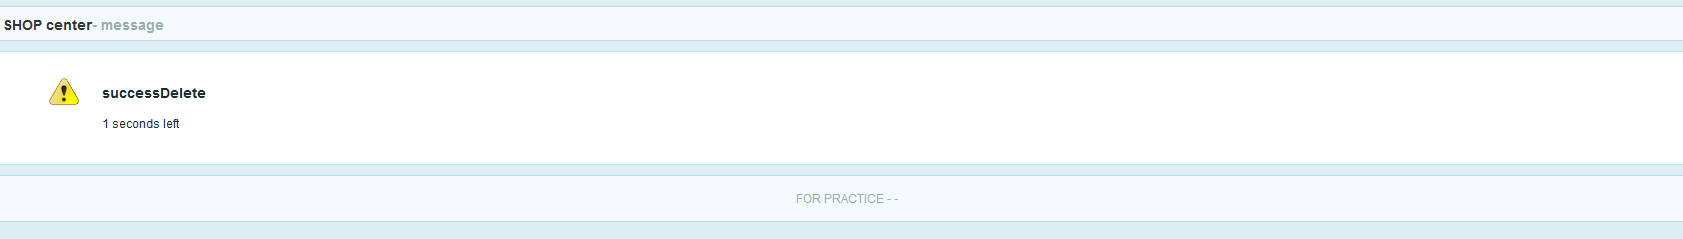 SHOP center- message
successDelete
1 seconds left
FOR PRACTICE - -